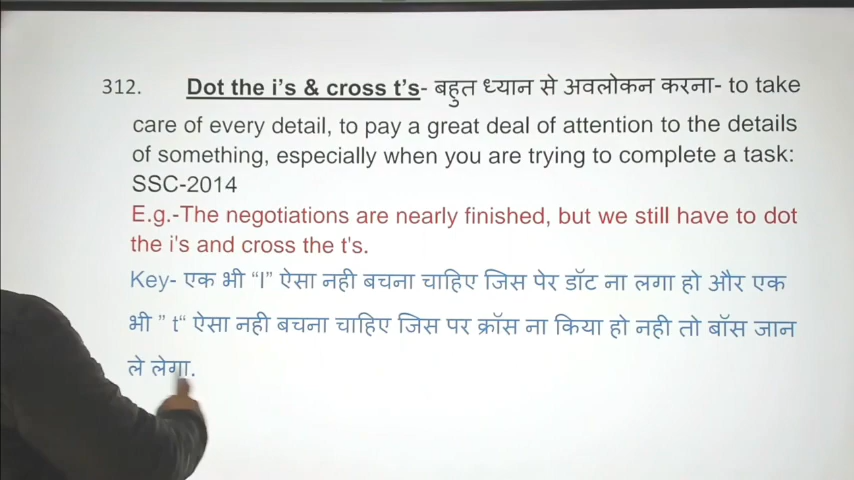 312. Dot the i's & cross t's- बहुत ध्यान से अवलोकन करना- to take
care of every detail, to pay a great deal of attention to the details
of something, especially when you are trying to complete a task:
SSC-2014
E.g.-The negotiations are nearly finished, but we still have to dot
the i's and cross the t's.
Key- एक भी “I” ऐसा नही बचना चाहिए जिस पेर डॉट ना लगा हो और एक
भी ” t“ ऐसा नही बचना चाहिए जिस पर क्रॉस ना किया हो नही तो बॉस जान
ले लेगा.